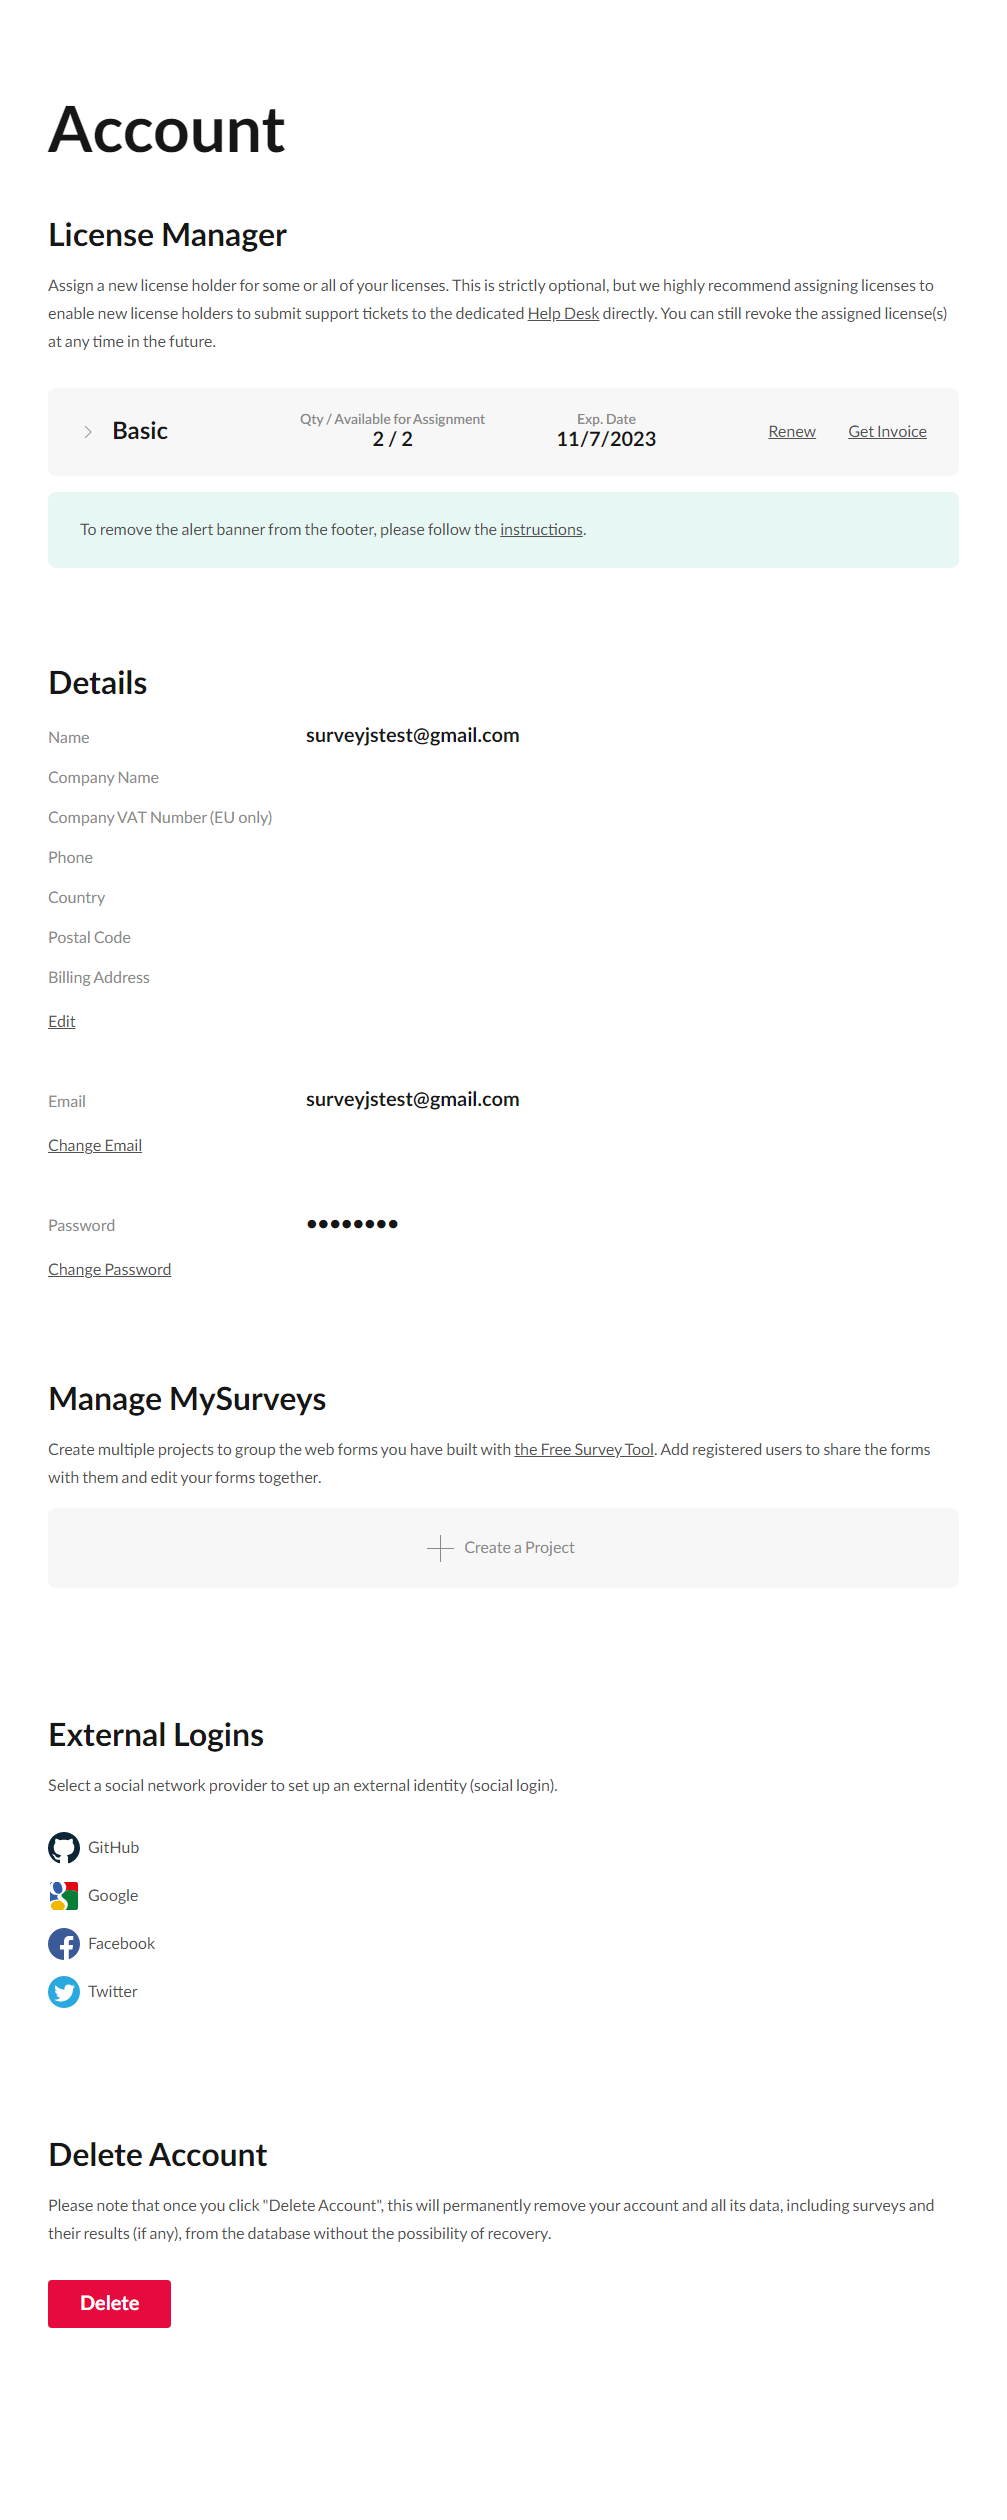 Account
License Manager
Assign a new license holder for some or all of your licenses. This is strictly optional, but we highly recommend assigning licenses to
enable new license holders to submit support tickets to the dedicated Help Desk directly. You can still revoke the assigned license(s)
at any time in the future.
Basic
Qty / Available for Assignment
2 / 2
Exp. Date
11/7/2023
Renew
Get Invoice
To remove the alert banner from the footer, please follow the instructions.
Details
Name surveyjstest@gmail.com
Company Name
Company VAT Number (EU only)
Phone
Country
Postal Code
Billing Address
Edit
Email surveyjstest@gmail.com
Change Email
Password ••••••••
Change Password
Manage MySurveys
Create multiple projects to group the web forms you have built with the Free Survey Tool. Add registered users to share the forms
with them and edit your forms together.
Create a Project
External Logins
Select a social network provider to set up an external identity (social login).
GitHub
Google
Facebook
Twitter
Delete Account
Please note that once you click "Delete Account", this will permanently remove your account and all its data, including surveys and
their results (if any), from the database without the possibility of recovery.
Delete